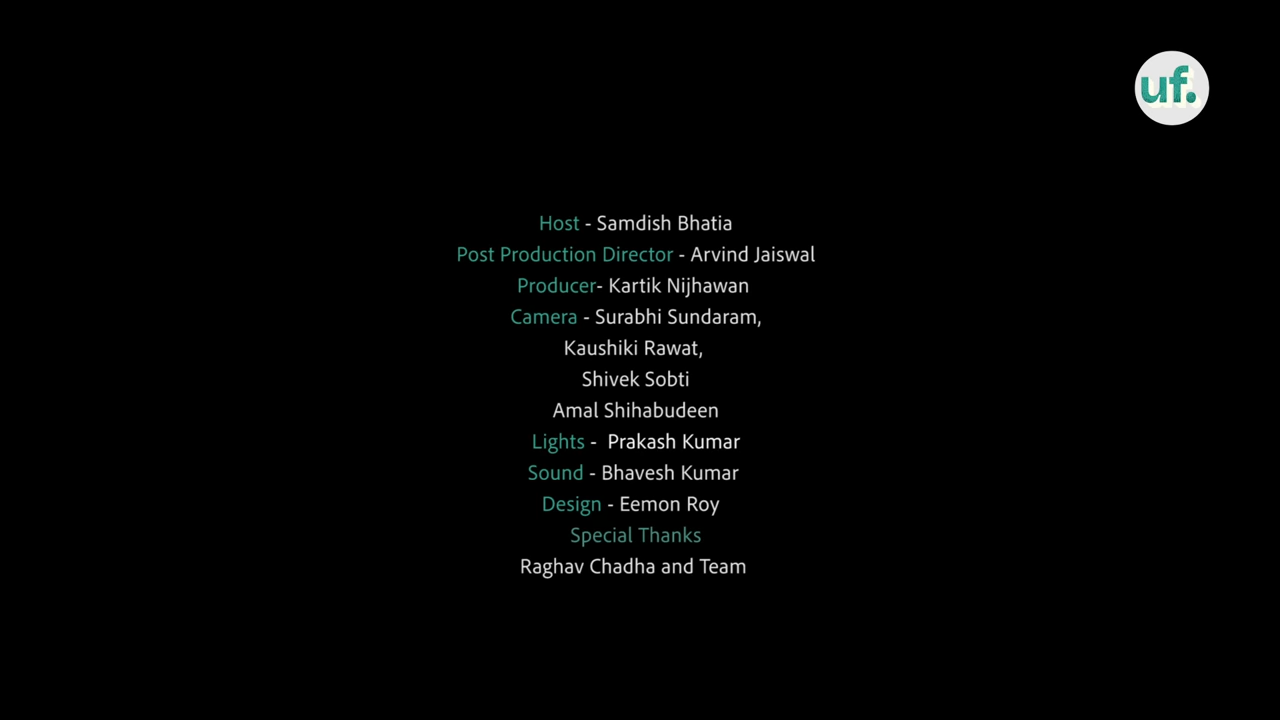 uf.
Host - Samdish Bhatia
Post Production Director - Arvind Jaiswal
Producer- Kartik Nijhawan
Camera - Surabhi Sundaram,
Kaushiki Rawat,
Shivek Sobti
Amal Shihabudeen
Lights -  Prakash Kumar
Sound - Bhavesh Kumar
Design - Eemon Roy
Special Thanks
Raghav Chadha and Team